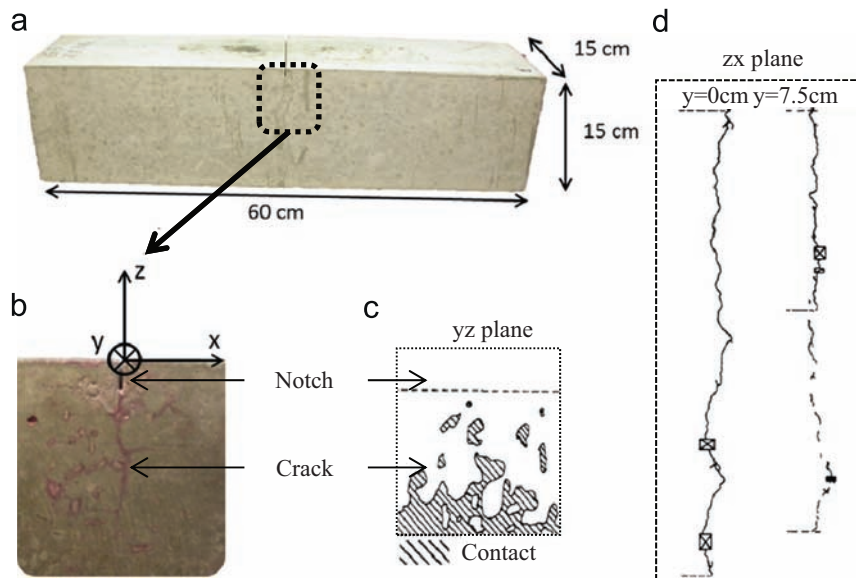 a
15 cm
15 cm
60 cm
b
z
y
x
Notch
Crack
c
yz plane
Contact
d
zx plane
y=0cm y=7.5cm